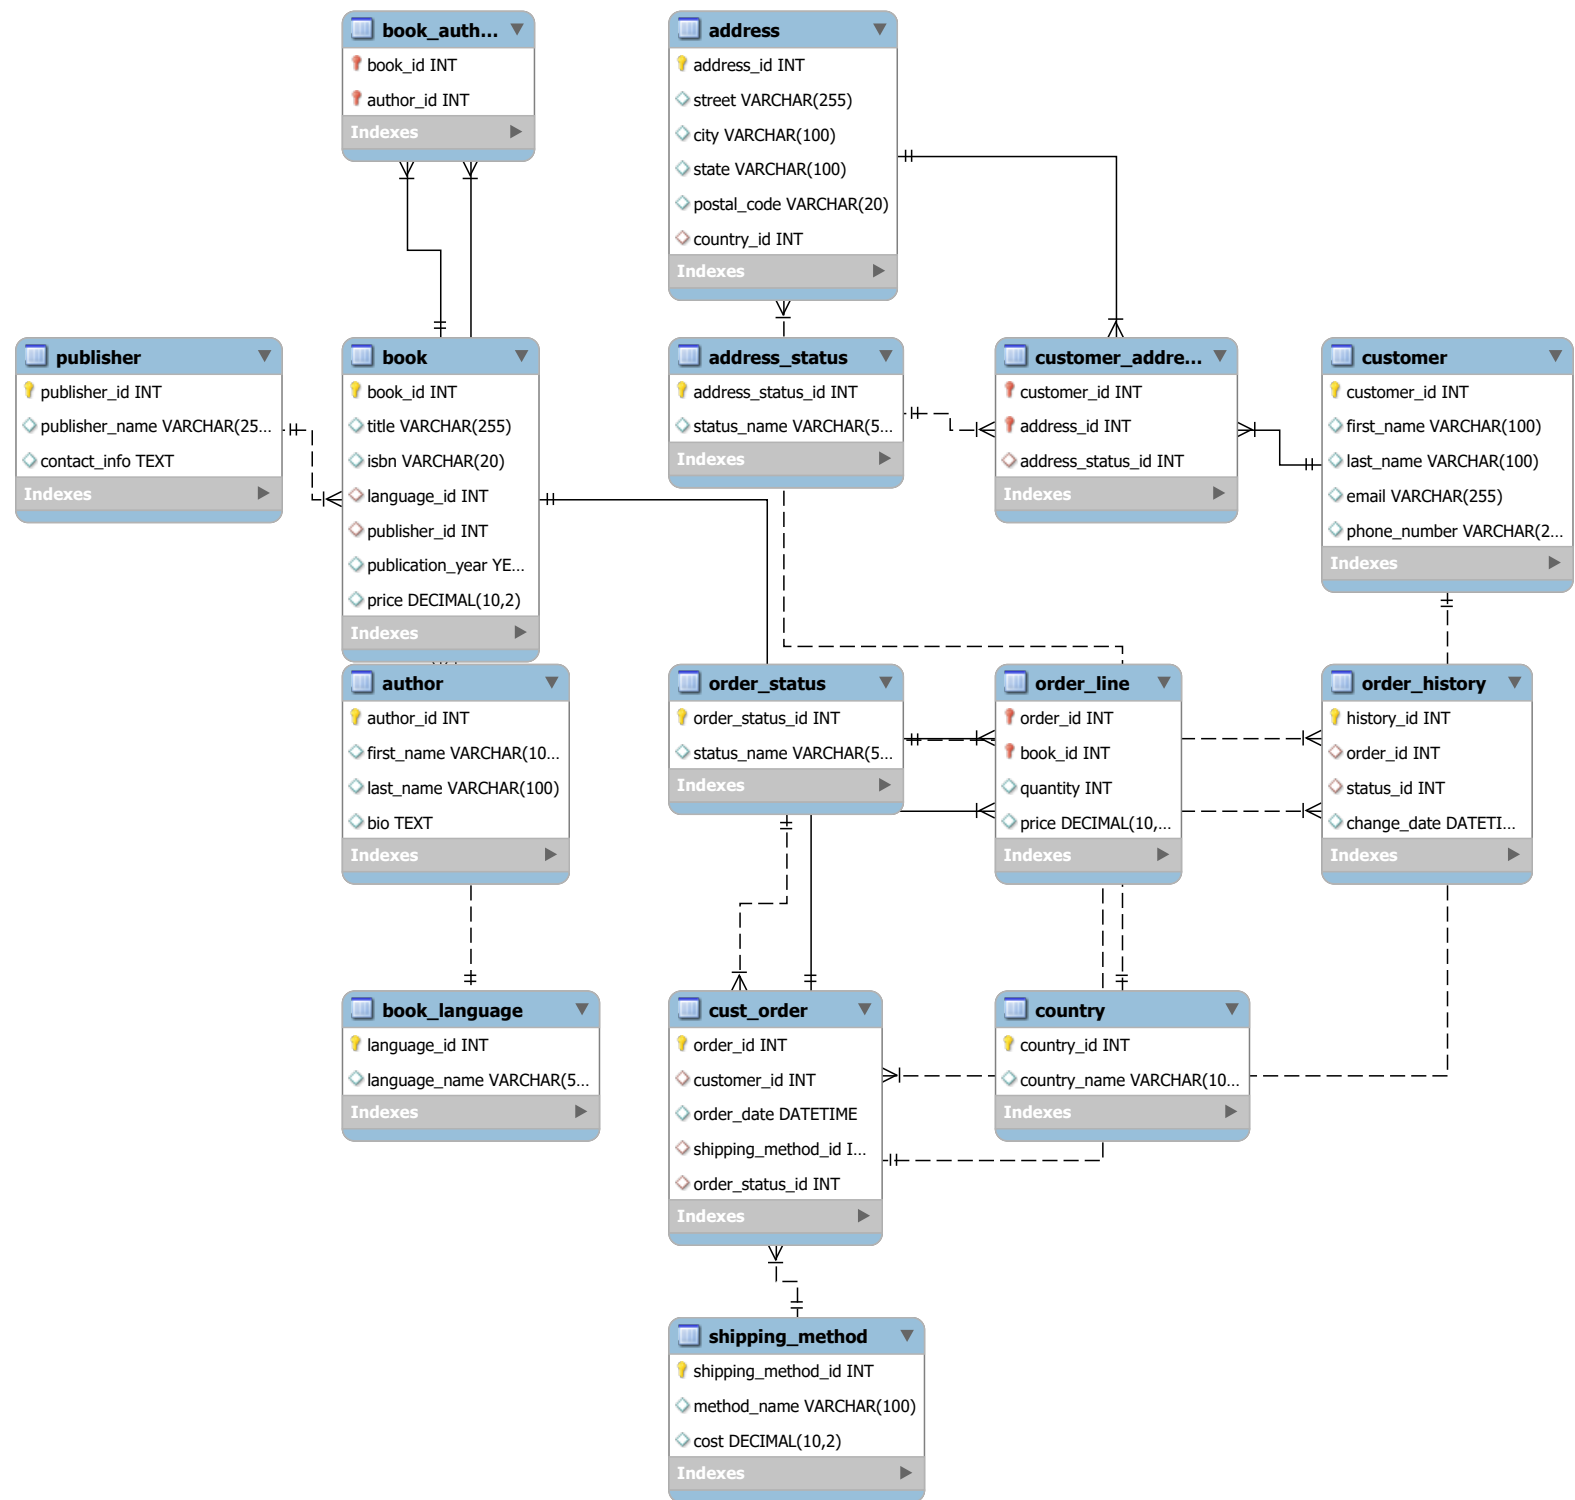 book_auth...
book_id INT
author_id INT
Indexes
address
address_id INT
street VARCHAR(255)
city VARCHAR(100)
state VARCHAR(100)
postal_code VARCHAR(20)
country_id INT
Indexes
publisher
publisher_id INT
publisher_name VARCHAR(25...
contact_info TEXT
Indexes
book
book_id INT
title VARCHAR(255)
isbn VARCHAR(20)
language_id INT
publisher_id INT
publication_year YE...
price DECIMAL(10,2)
Indexes
address_status
address_status_id INT
status_name VARCHAR(5...
Indexes
customer_addre...
customer_id INT
address_id INT
address_status_id INT
Indexes
customer
customer_id INT
first_name VARCHAR(100)
last_name VARCHAR(100)
email VARCHAR(255)
phone_number VARCHAR(2...
Indexes
author
author_id INT
first_name VARCHAR(10...
last_name VARCHAR(100)
bio TEXT
Indexes
order_status
order_status_id INT
status_name VARCHAR(5...
Indexes
order_line
order_id INT
book_id INT
quantity INT
price DECIMAL(10,...
Indexes
order_history
history_id INT
order_id INT
status_id INT
change_date DATETI...
Indexes
book_language
language_id INT
language_name VARCHAR(5...
Indexes
cust_order
order_id INT
customer_id INT
order_date DATETIME
shipping_method_id I...
order_status_id INT
Indexes
country
country_id INT
country_name VARCHAR(10...
Indexes
shipping_method
shipping_method_id INT
method_name VARCHAR(100)
cost DECIMAL(10,2)
Indexes